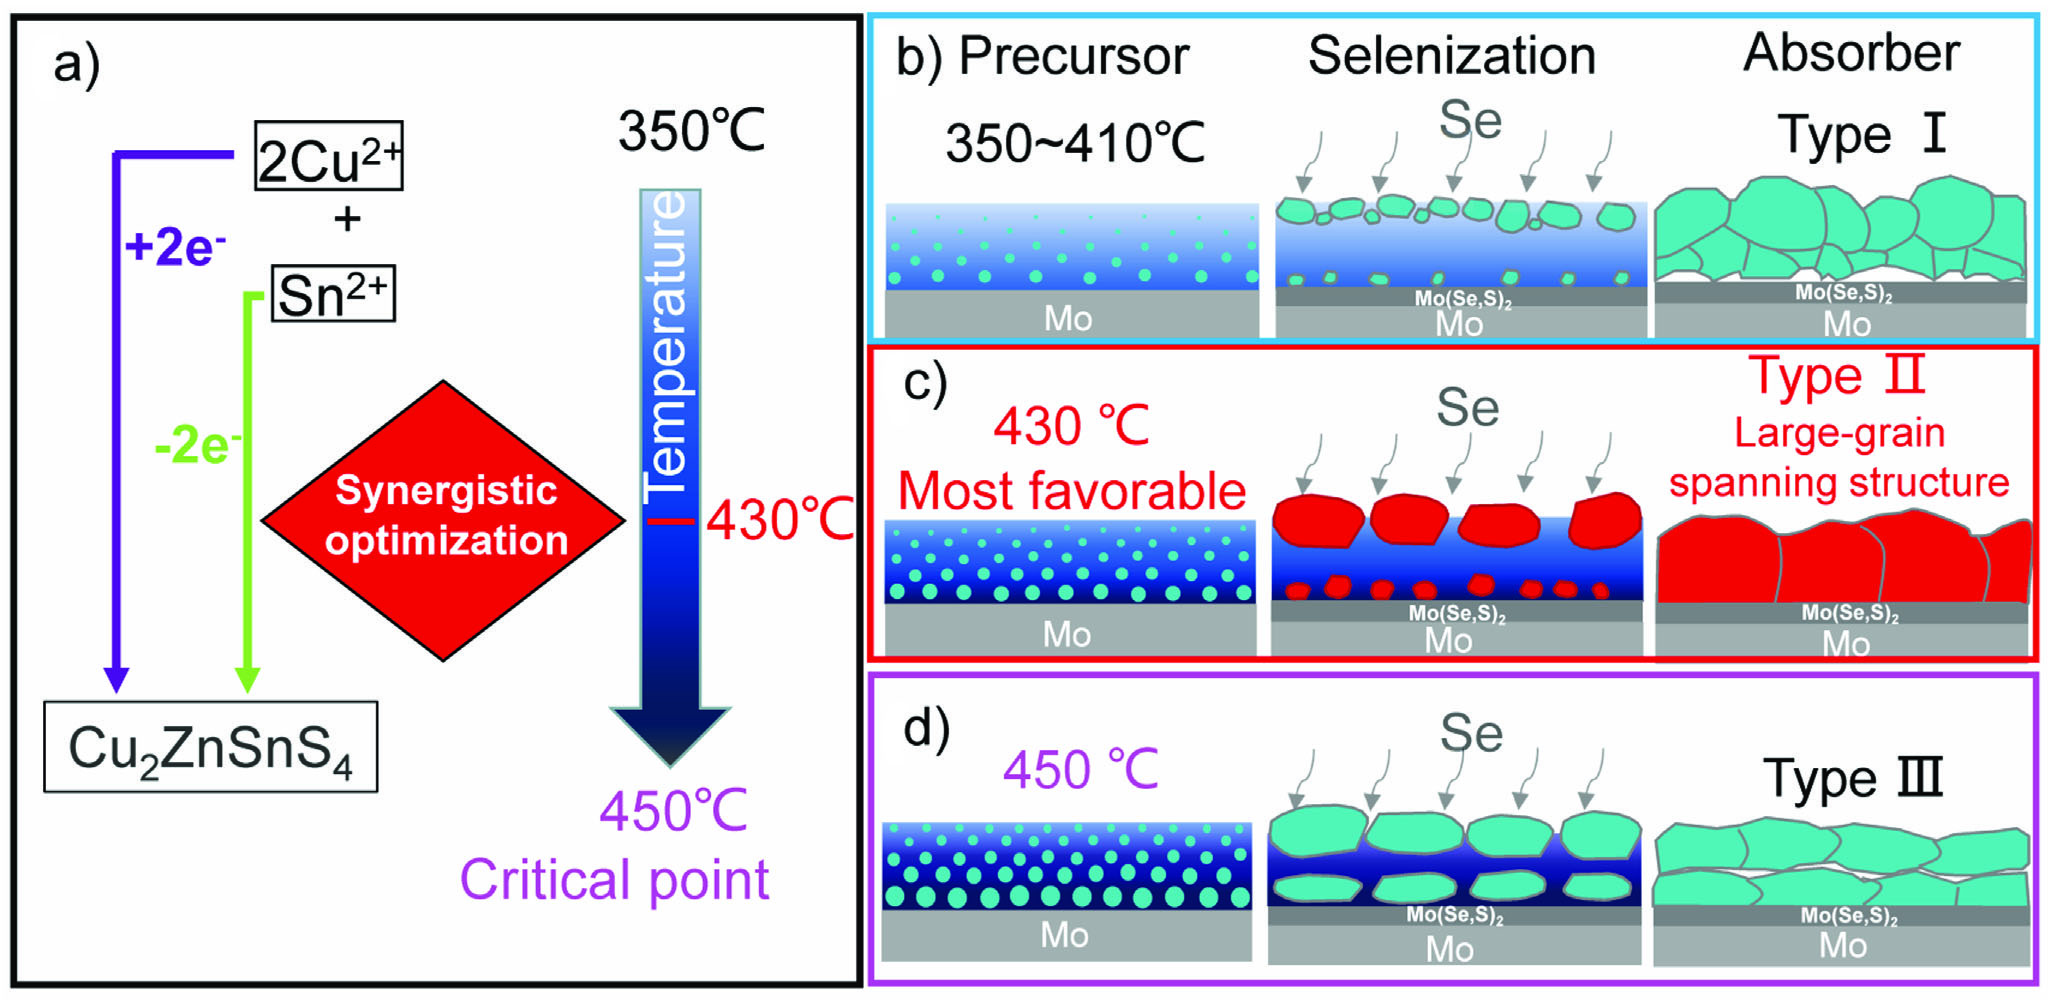 a)
2Cu²⁺
+
Sn²⁺
+2e⁻
-2e⁻
Synergistic
optimization
Cu₂ZnSnS₄
350℃
Temperature
430℃
450℃
Critical point
b) Precursor Selenization Absorber
350~410℃
Se
Type Ⅰ
Mo
Mo(Se,S)₂
Mo
Mo(Se,S)₂
Mo
c)
430 ℃
Most favorable
Se
Type Ⅱ
Large-grain
spanning structure
Mo
Mo(Se,S)₂
Mo
Mo(Se,S)₂
Mo
d)
450 ℃
Se
Type Ⅲ
Mo
Mo(Se,S)₂
Mo
Mo(Se,S)₂
Mo